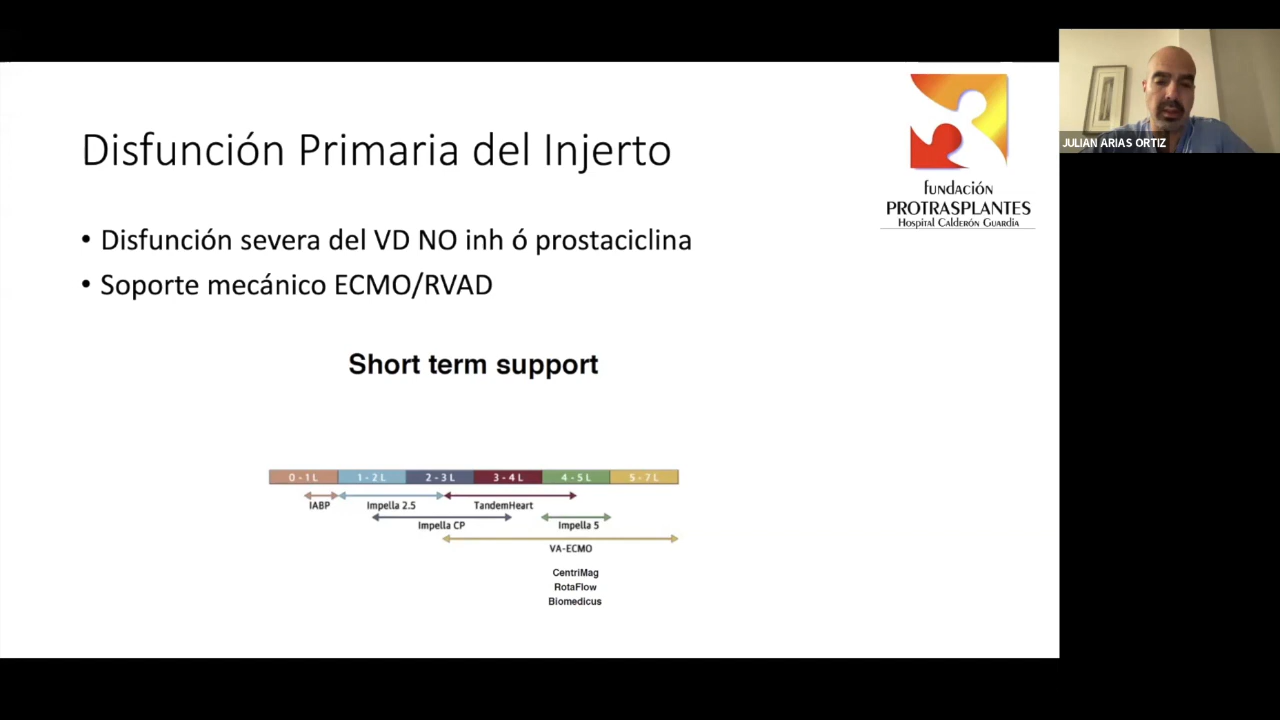 Disfunción Primaria del Injerto
fundación
PROTRASPLANTES
Hospital Calderón Guardia
JULIAN ARIAS ORTIZ
• Disfunción severa del VD NO inh ó prostaciclina
• Soporte mecánico ECMO/RVAD
Short term support
0 - 1 L 1 - 2 L 2 - 3 L 3 - 4 L 4 - 5 L 5 - 7 L
IABP Impella 2.5 TandemHeart
Impella CP Impella 5
VA-ECMO
CentriMag
RotaFlow
Biomedicus